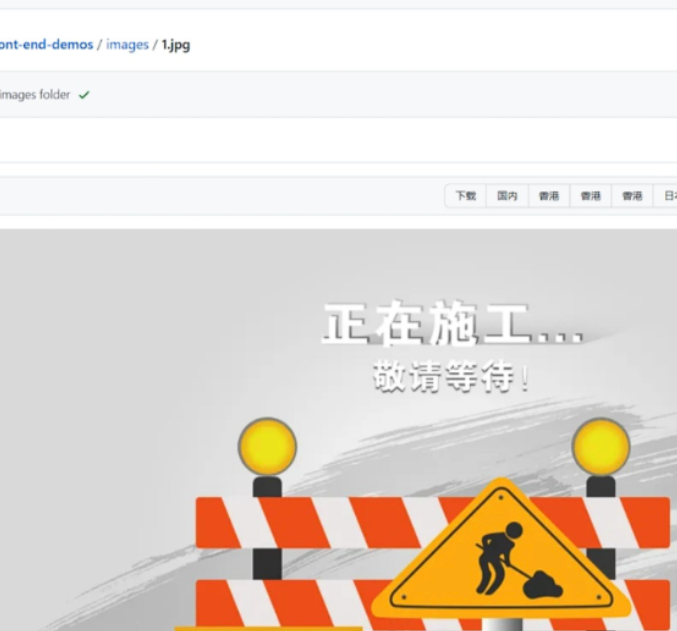 ont-end-demos / images / 1.jpg
images folder
下载 国内 香港 香港 香港 日本
正在施工...
敬请等待!